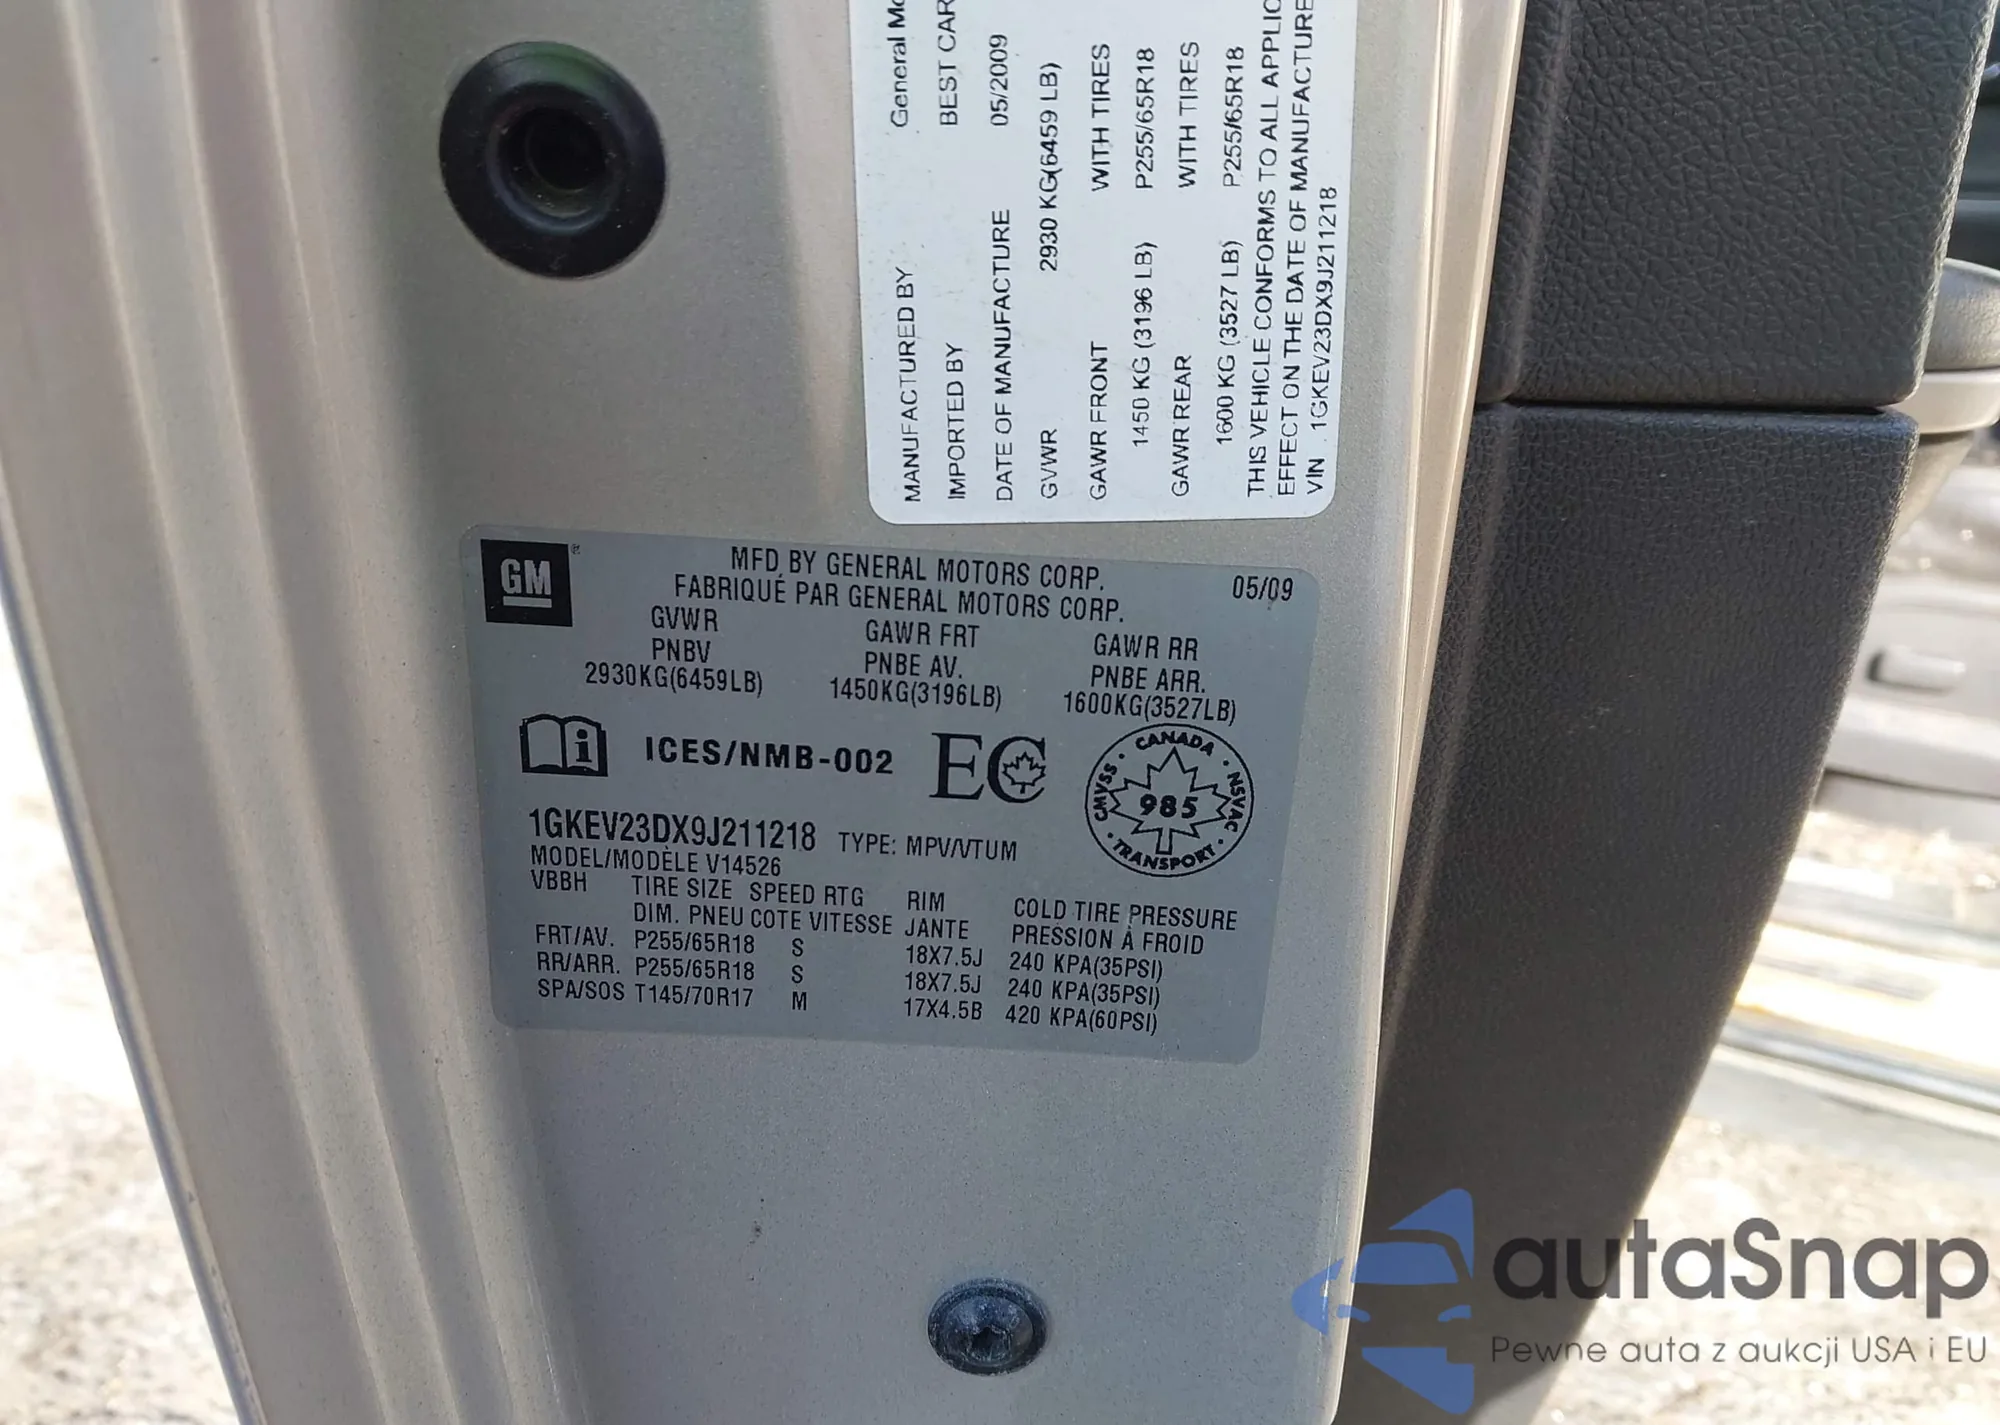 General Mo
MANUFACTURED BY
BEST CAR
IMPORTED BY
DATE OF MANUFACTURE 05/2009
GVWR 2930 KG(6459 LB)
GAWR FRONT WITH TIRES
1450 KG (3196 LB) P255/65R18
GAWR REAR WITH TIRES
1600 KG (3527 LB) P255/65R18
THIS VEHICLE CONFORMS TO ALL APPLIC
EFFECT ON THE DATE OF MANUFACTURE
VIN 1GKEV23DX9J211218
GM®
MFD BY GENERAL MOTORS CORP. 05/09
FABRIQUÉ PAR GENERAL MOTORS CORP.
GVWR GAWR FRT GAWR RR
PNBV PNBE AV. PNBE ARR.
2930KG(6459LB) 1450KG(3196LB) 1600KG(3527LB)
i ICES/NMB-002 EC
CANADA · NSVAC · TRANSPORT · CMVSS ·
985
1GKEV23DX9J211218 TYPE: MPV/VTUM
MODEL/MODÈLE V14526
VBBH TIRE SIZE SPEED RTG RIM COLD TIRE PRESSURE
DIM. PNEU COTE VITESSE JANTE PRESSION À FROID
FRT/AV. P255/65R18 S 18X7.5J 240 KPA(35PSI)
RR/ARR. P255/65R18 S 18X7.5J 240 KPA(35PSI)
SPA/SOS T145/70R17 M 17X4.5B 420 KPA(60PSI)
autaSnap
Pewne auta z aukcji USA i EU